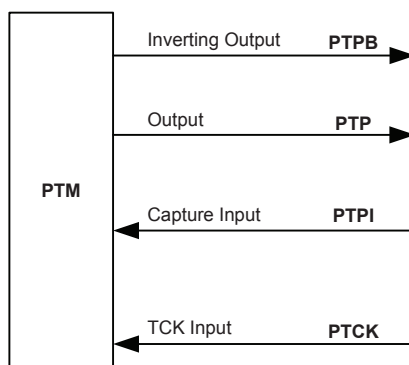 Inverting Output PTPB
Output PTP
PTM
Capture Input PTPI
TCK Input PTCK